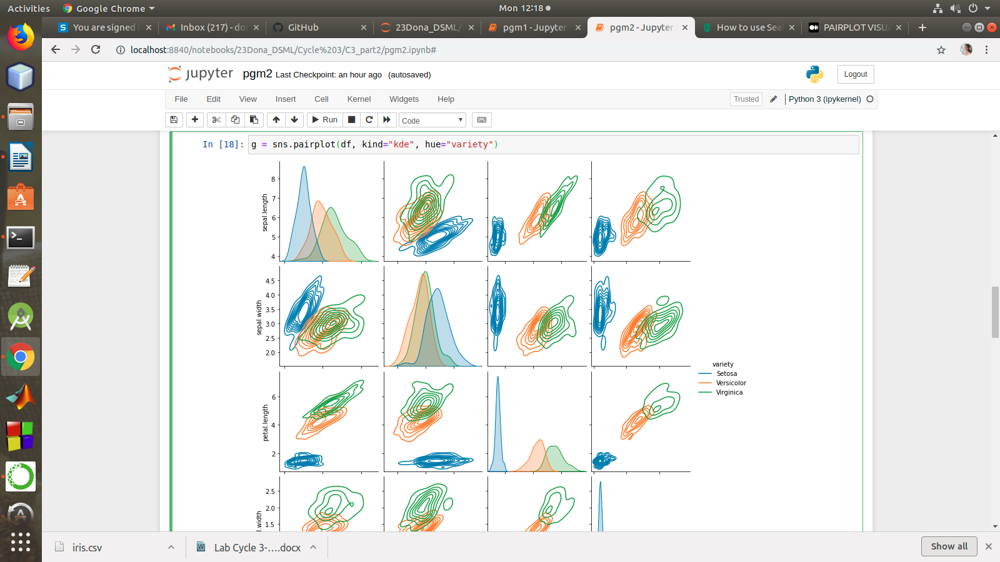 Activities
Google Chrome
Mon 12:18
You are signed i
Inbox (217) - do
GitHub
23Dona_DSML/
pgm1 - Jupyter
pgm2 - Jupyter
How to use Sea
PAIRPLOT VISU
localhost:8840/notebooks/23Dona_DSML/Cycle%203/C3_part2/pgm2.ipynb#
jupyter pgm2 Last Checkpoint: an hour ago (autosaved)
Logout
File Edit View Insert Cell Kernel Widgets Help
Trusted
Python 3 (ipykernel)
Run
Code
In [18]: g = sns.pairplot(df, kind="kde", hue="variety")
sepal.length
8
7
6
5
4
sepal.width
4.5
4.0
3.5
3.0
2.5
2.0
variety
Setosa
Versicolor
Virginica
petal.length
6
4
2
l.width
2.5
2.0
1.5
iris.csv
Lab Cycle 3-....docx
Show all